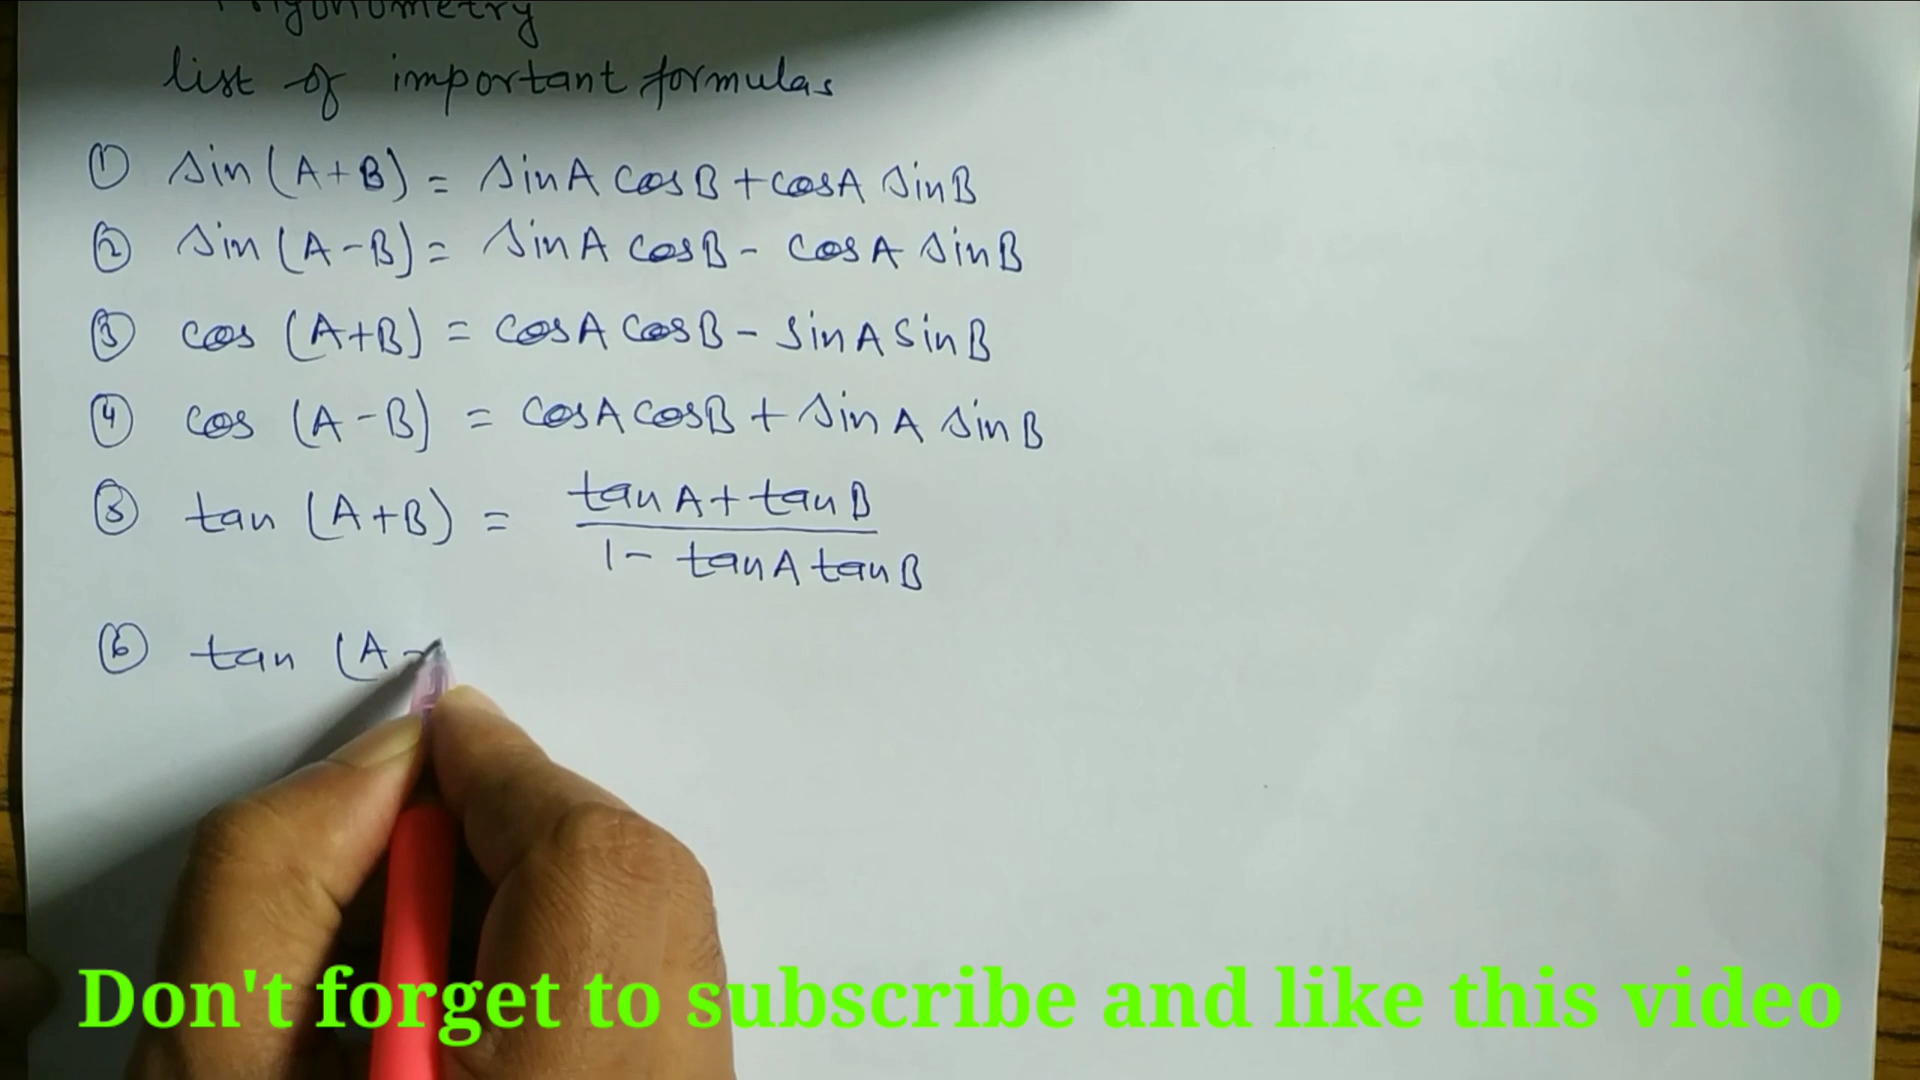 Trigonometry
list of important formulas
① sin (A+B) = sinA cosB + cosA sinB
② sin (A-B) = sinA cosB - cosA sinB
③ cos (A+B) = cosA cosB - sinA sinB
④ cos (A-B) = cosA cosB + sinA sinB
⑤ tan (A+B) = tanA + tanB
1 - tanA tanB
⑥ tan (A -
Don't forget to subscribe and like this video